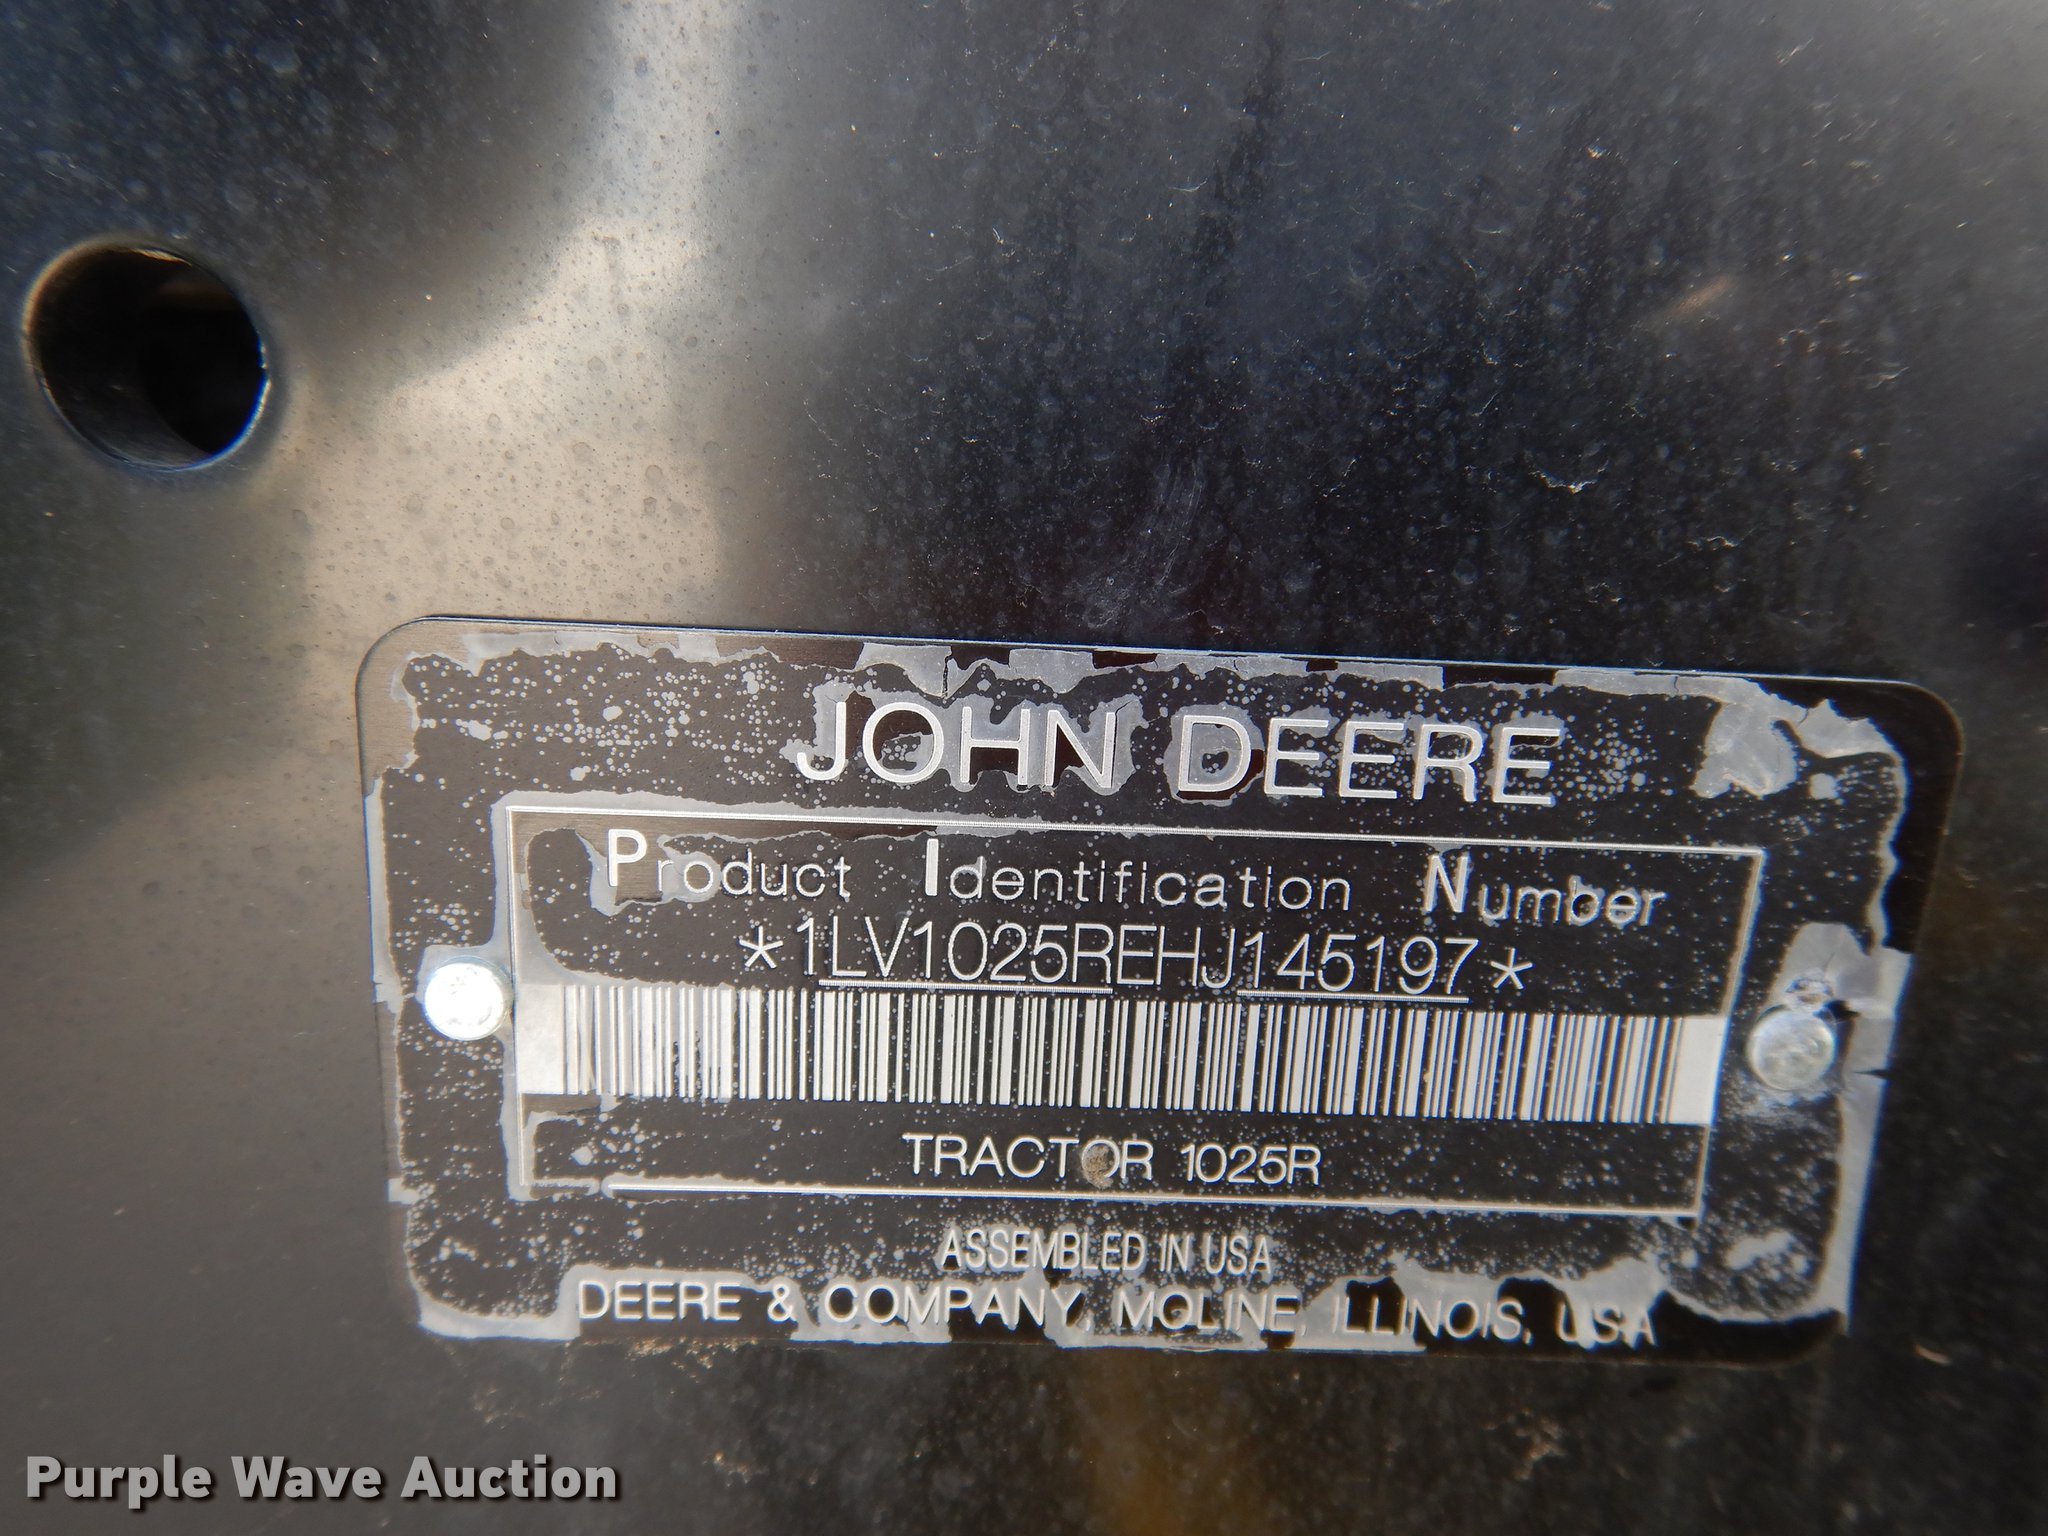 JOHN DEERE
Product Identification Number
*1LV1025REHJ145197*
TRACTOR 1025R
ASSEMBLED IN USA
DEERE & COMPANY, MOLINE, ILLINOIS, USA
Purple Wave Auction